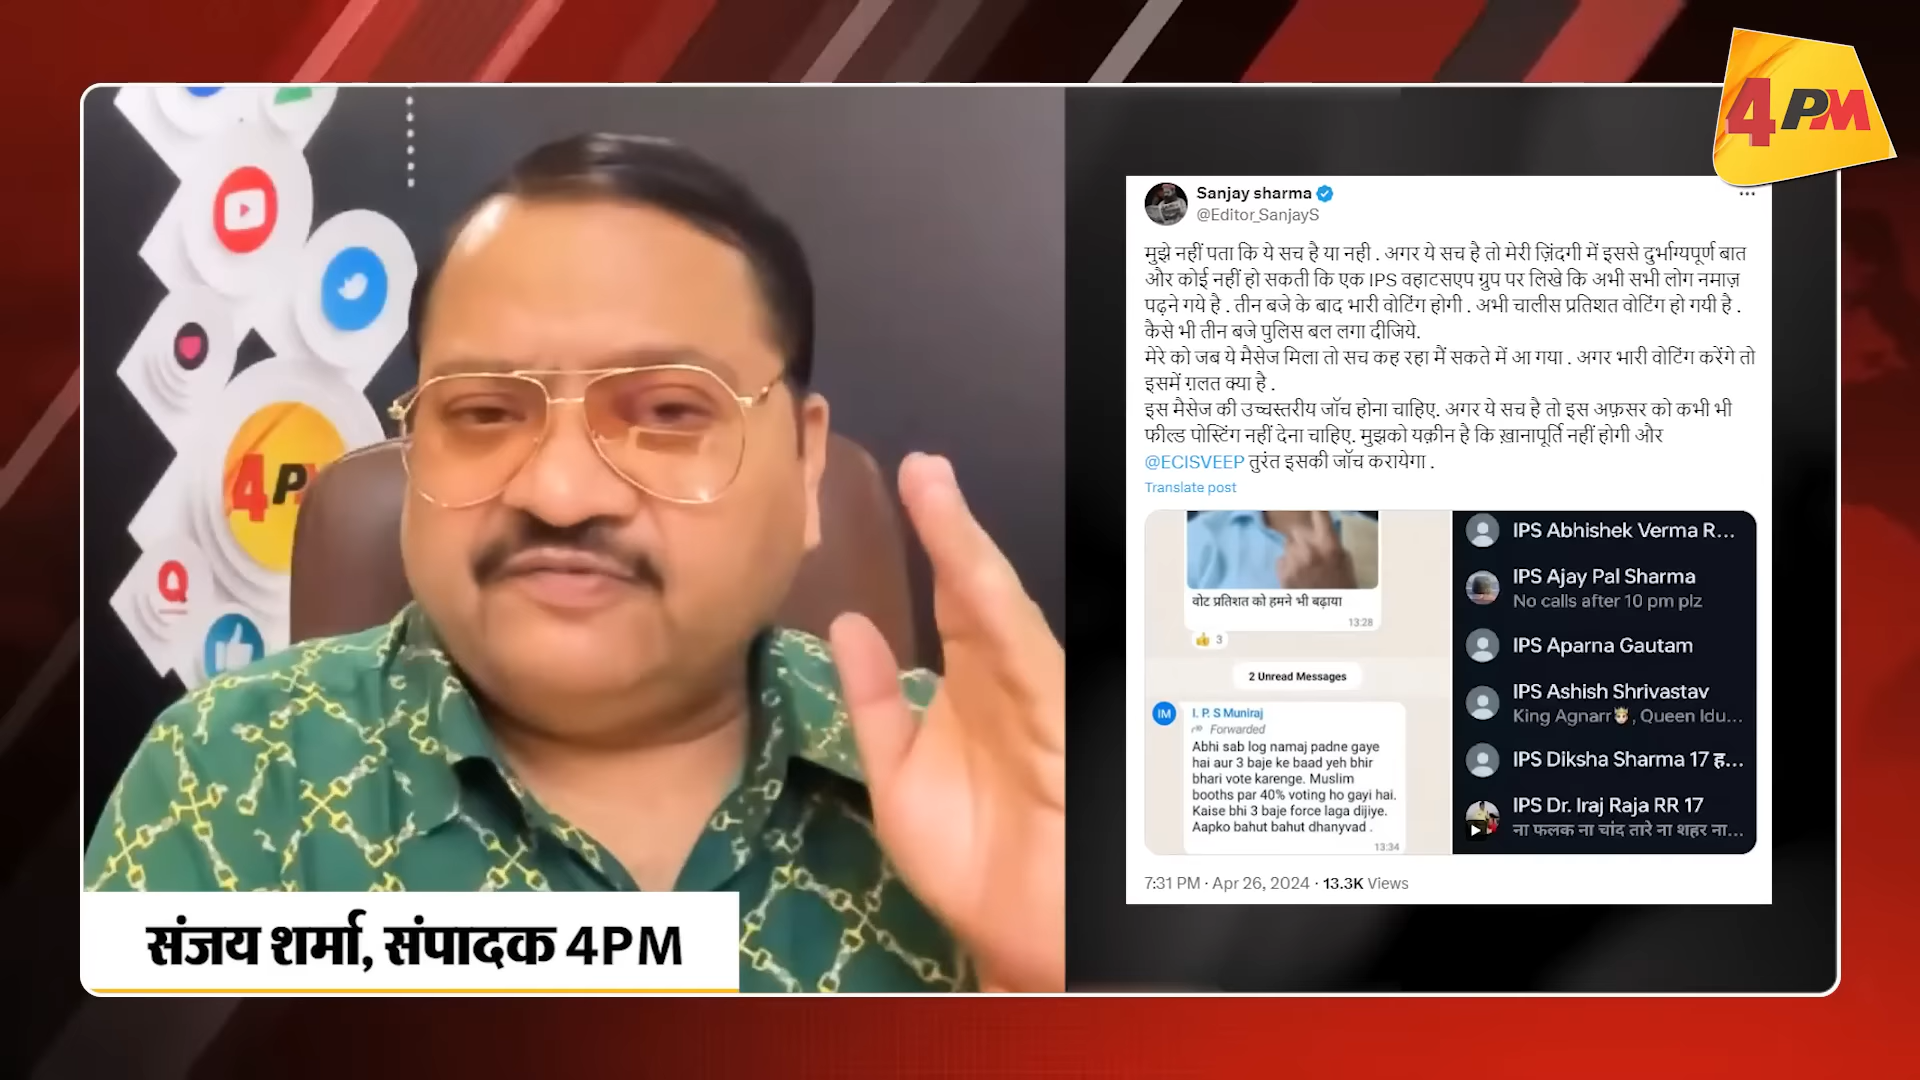 4PM
4PM
संजय शर्मा, संपादक 4PM
Sanjay sharma
@Editor_SanjayS
मुझे नहीं पता कि ये सच है या नही . अगर ये सच है तो मेरी ज़िंदगी में इससे दुर्भाग्यपूर्ण बात
और कोई नहीं हो सकती कि एक IPS वहाटसएप ग्रुप पर लिखे कि अभी सभी लोग नमाज़
पढ़ने गये है . तीन बजे के बाद भारी वोटिंग होगी . अभी चालीस प्रतिशत वोटिंग हो गयी है .
कैसे भी तीन बजे पुलिस बल लगा दीजिये.
मेरे को जब ये मैसेज मिला तो सच कह रहा मैं सकते में आ गया . अगर भारी वोटिंग करेंगे तो
इसमें ग़लत क्या है .
इस मैसेज की उच्चस्तरीय जॉच होना चाहिए. अगर ये सच है तो इस अफ़सर को कभी भी
फील्ड पोस्टिंग नहीं देना चाहिए. मुझको यक़ीन है कि ख़ानापूर्ति नहीं होगी और
@ECISVEEP तुरंत इसकी जॉच करायेगा .
Translate post
वोट प्रतिशत को हमने भी बढ़ाया
13:28
3
2 Unread Messages
IM
I. P. S Muniraj
Forwarded
Abhi sab log namaj padne gaye
hai aur 3 baje ke baad yeh bhir
bhari vote karenge. Muslim
booths par 40% voting ho gayi hai.
Kaise bhi 3 baje force laga dijiye.
Aapko bahut bahut dhanyvad .
13:34
IPS Abhishek Verma R...
IPS Ajay Pal Sharma
No calls after 10 pm plz
IPS Aparna Gautam
IPS Ashish Shrivastav
King Agnarr🤴, Queen Idu...
IPS Diksha Sharma 17 ह...
IPS Dr. Iraj Raja RR 17
ना फलक ना चांद तारे ना शहर ना...
7:31 PM · Apr 26, 2024 · 13.3K Views